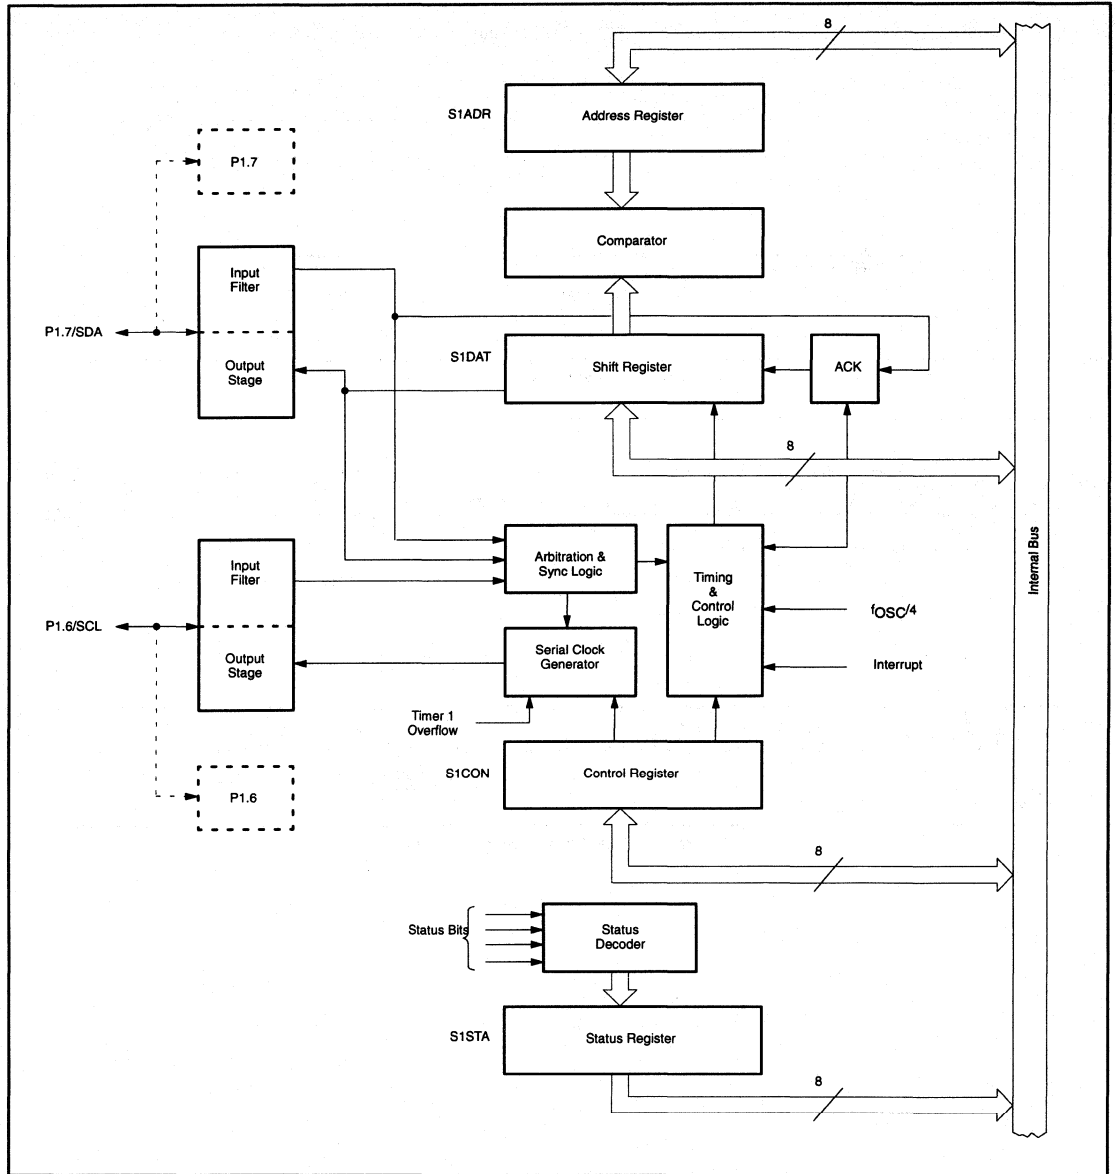 8
S1ADR
Address Register
P1.7
Comparator
Input
Filter
P1.7/SDA
S1DAT
Shift Register
ACK
Output
Stage
8
Internal Bus
Input
Filter
Arbitration &
Sync Logic
Timing
&
Control
Logic
fOSC/4
P1.6/SCL
Output
Stage
Serial Clock
Generator
Interrupt
Timer 1
Overflow
S1CON
Control Register
P1.6
8
Status Bits
Status
Decoder
S1STA
Status Register
8